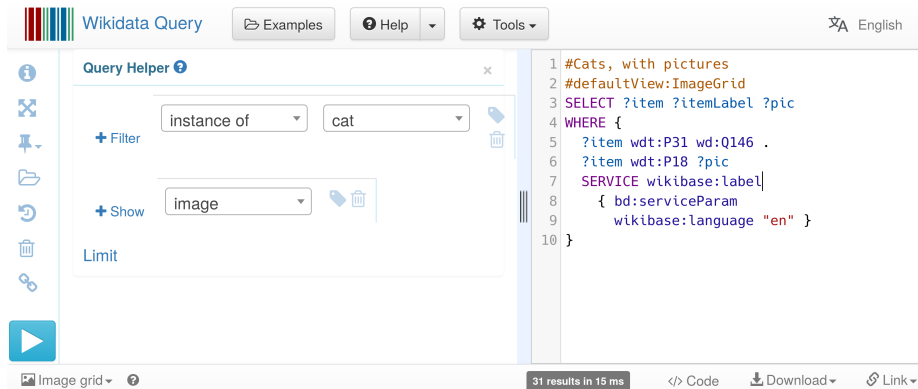 Wikidata Query
Examples
Help
Tools
English
Query Helper
×
Filter
instance of
cat
Show
image
Limit
1 #Cats, with pictures
2 #defaultView:ImageGrid
3 SELECT ?item ?itemLabel ?pic
4 WHERE {
5 ?item wdt:P31 wd:Q146 .
6 ?item wdt:P18 ?pic
7 SERVICE wikibase:label
8 { bd:serviceParam
9 wikibase:language "en" }
10 }
Image grid
31 results in 15 ms
</> Code
Download
Link